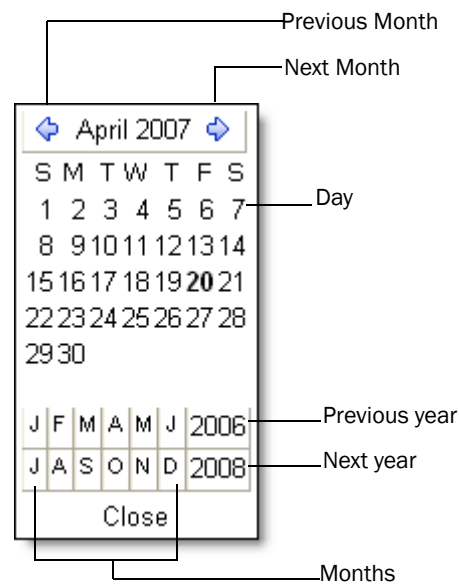 Previous Month
Next Month
April 2007
S M T W T F S
1 2 3 4 5 6 7
Day
8 9 10 11 12 13 14
15 16 17 18 19 20 21
22 23 24 25 26 27 28
29 30
J F M A M J 2006
Previous year
J A S O N D 2008
Next year
Close
Months